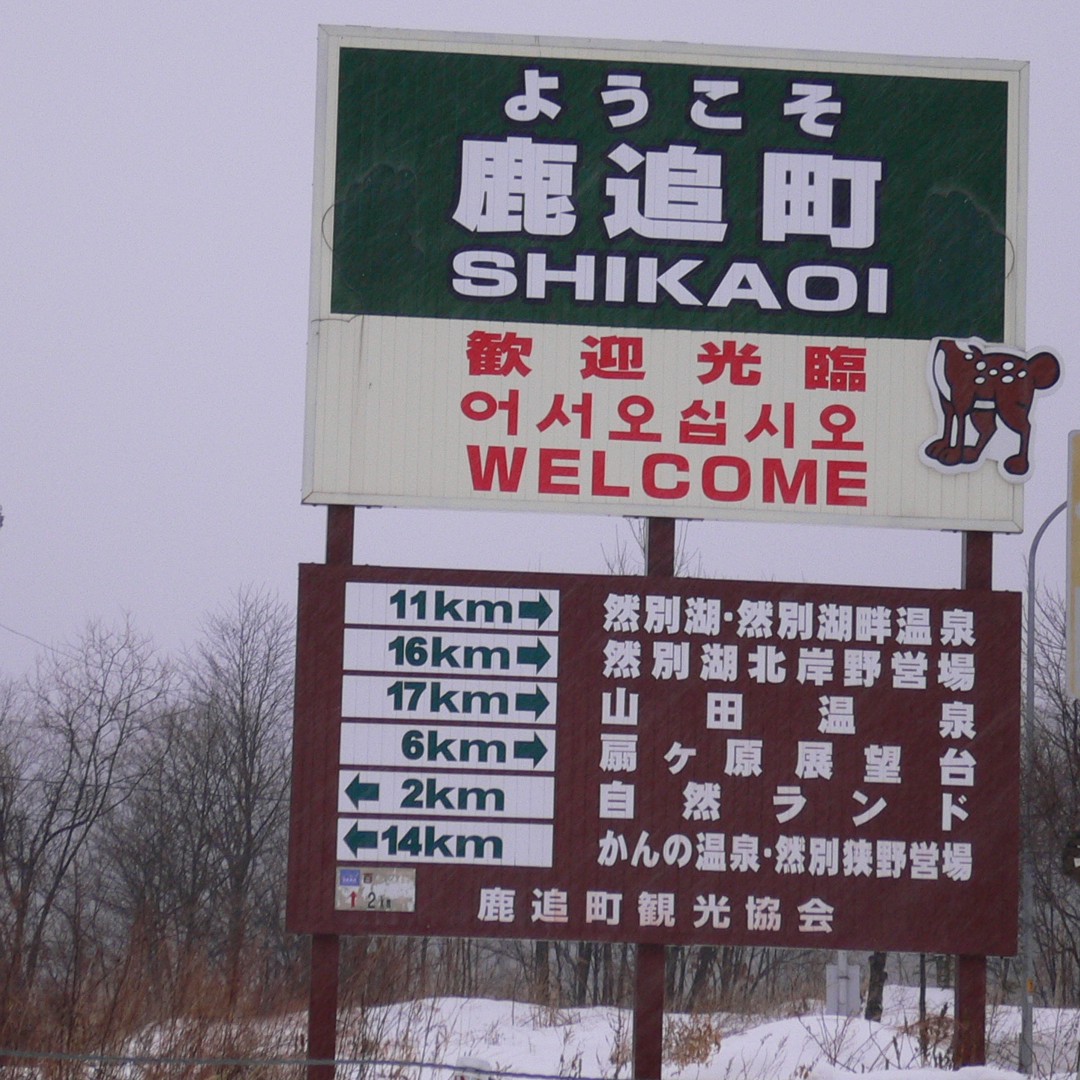 ようこそ
鹿追町
SHIKAOI
歓迎光臨
어서오십시오
WELCOME
11km→ 然別湖・然別湖畔温泉
16km→ 然別湖北岸野営場
17km→ 山田温泉
6km→ 扇ヶ原展望台
← 2km 自然ランド
←14km かんの温泉・然別狭野営場
鹿追町観光協会